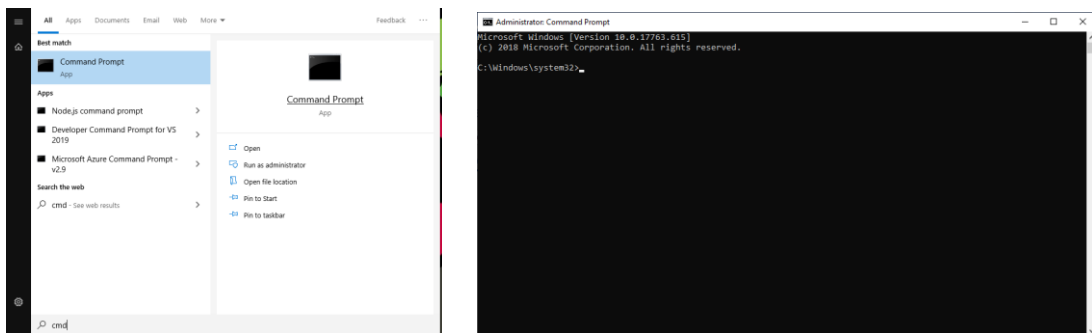 All Apps Documents Email Web More Feedback ...
Best match
Command Prompt
App
Apps
Node.js command prompt
Developer Command Prompt for VS
2019
Microsoft Azure Command Prompt -
v2.9
Search the web
cmd - See web results
cmd
Command Prompt
App
Open
Run as administrator
Open file location
Pin to Start
Pin to taskbar
Administrator: Command Prompt
Microsoft Windows [Version 10.0.17763.615]
(c) 2018 Microsoft Corporation. All rights reserved.
C:\Windows\system32>